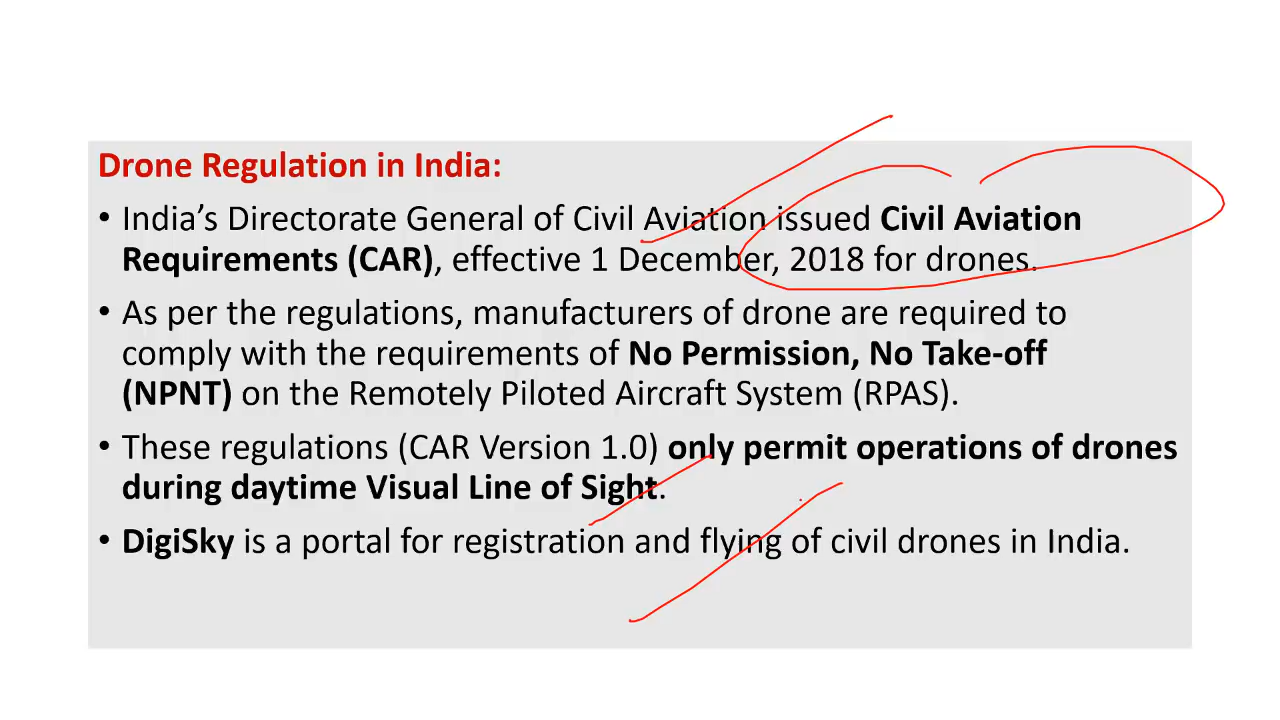 Drone Regulation in India:
• India’s Directorate General of Civil Aviation issued Civil Aviation
Requirements (CAR), effective 1 December, 2018 for drones.
• As per the regulations, manufacturers of drone are required to
comply with the requirements of No Permission, No Take-off
(NPNT) on the Remotely Piloted Aircraft System (RPAS).
• These regulations (CAR Version 1.0) only permit operations of drones
during daytime Visual Line of Sight.
• DigiSky is a portal for registration and flying of civil drones in India.